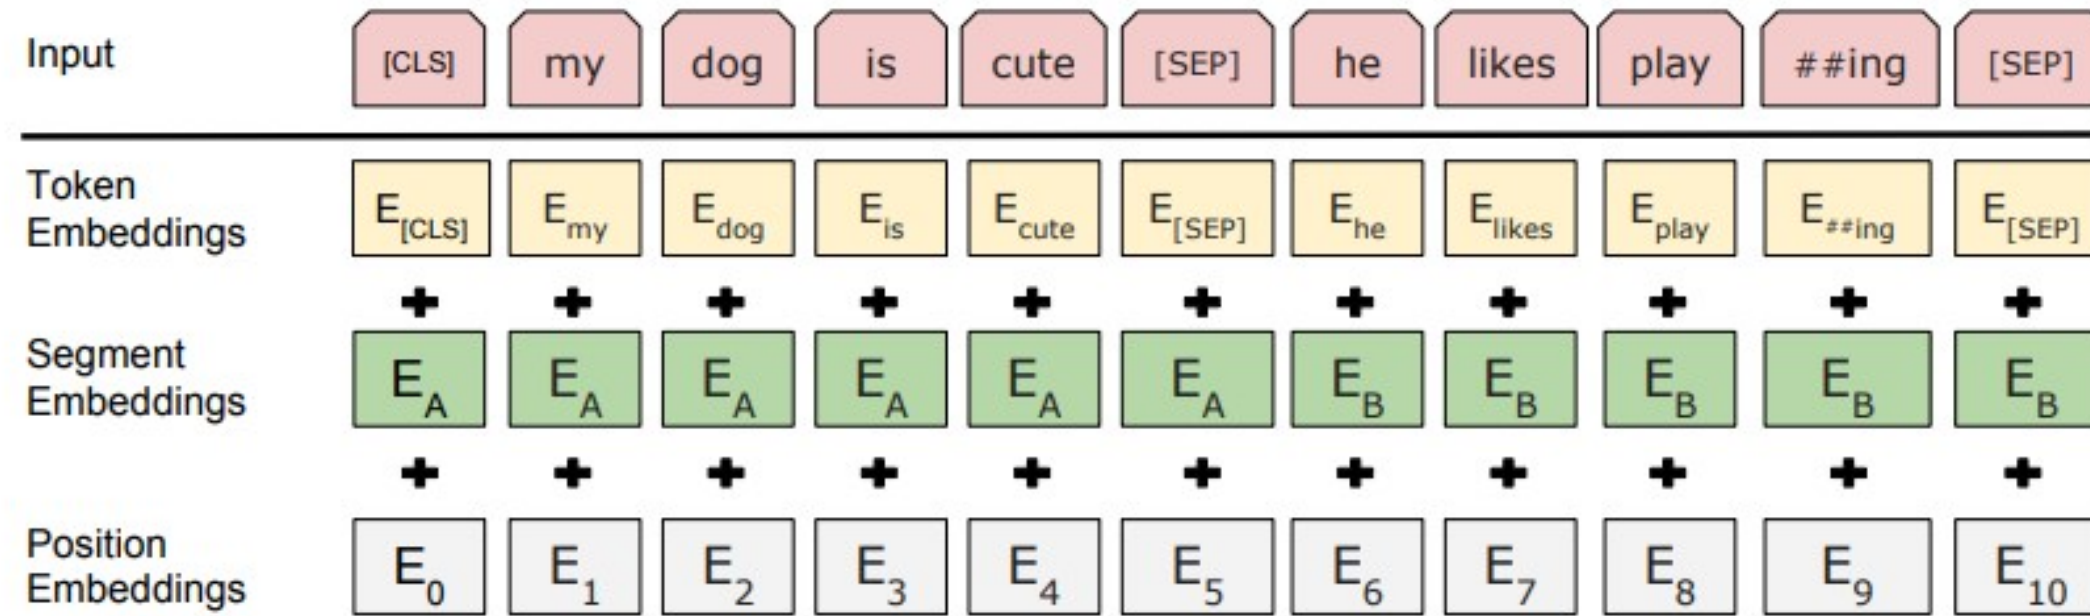 Input [CLS] my dog is cute [SEP] he likes play ##ing [SEP]
Token
Embeddings
E[CLS] Emy Edog Eis Ecute E[SEP] Ehe Elikes Eplay E##ing E[SEP]
+ + + + + + + + + + +
Segment
Embeddings
EA EA EA EA EA EA EB EB EB EB EB
+ + + + + + + + + + +
Position
Embeddings
E0 E1 E2 E3 E4 E5 E6 E7 E8 E9 E10